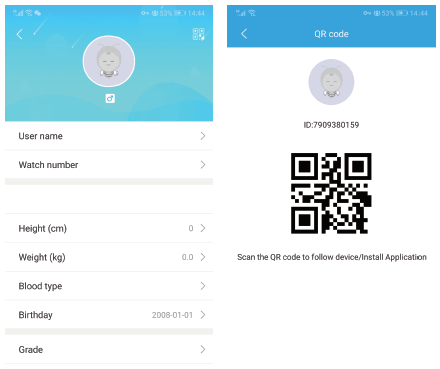 53% 14:44
User name
Watch number
Height (cm) 0
Weight (kg) 0.0
Blood type
Birthday 2008-01-01
Grade
53% 14:44
QR code
ID:7909380159
Scan the QR code to follow device/Install Application